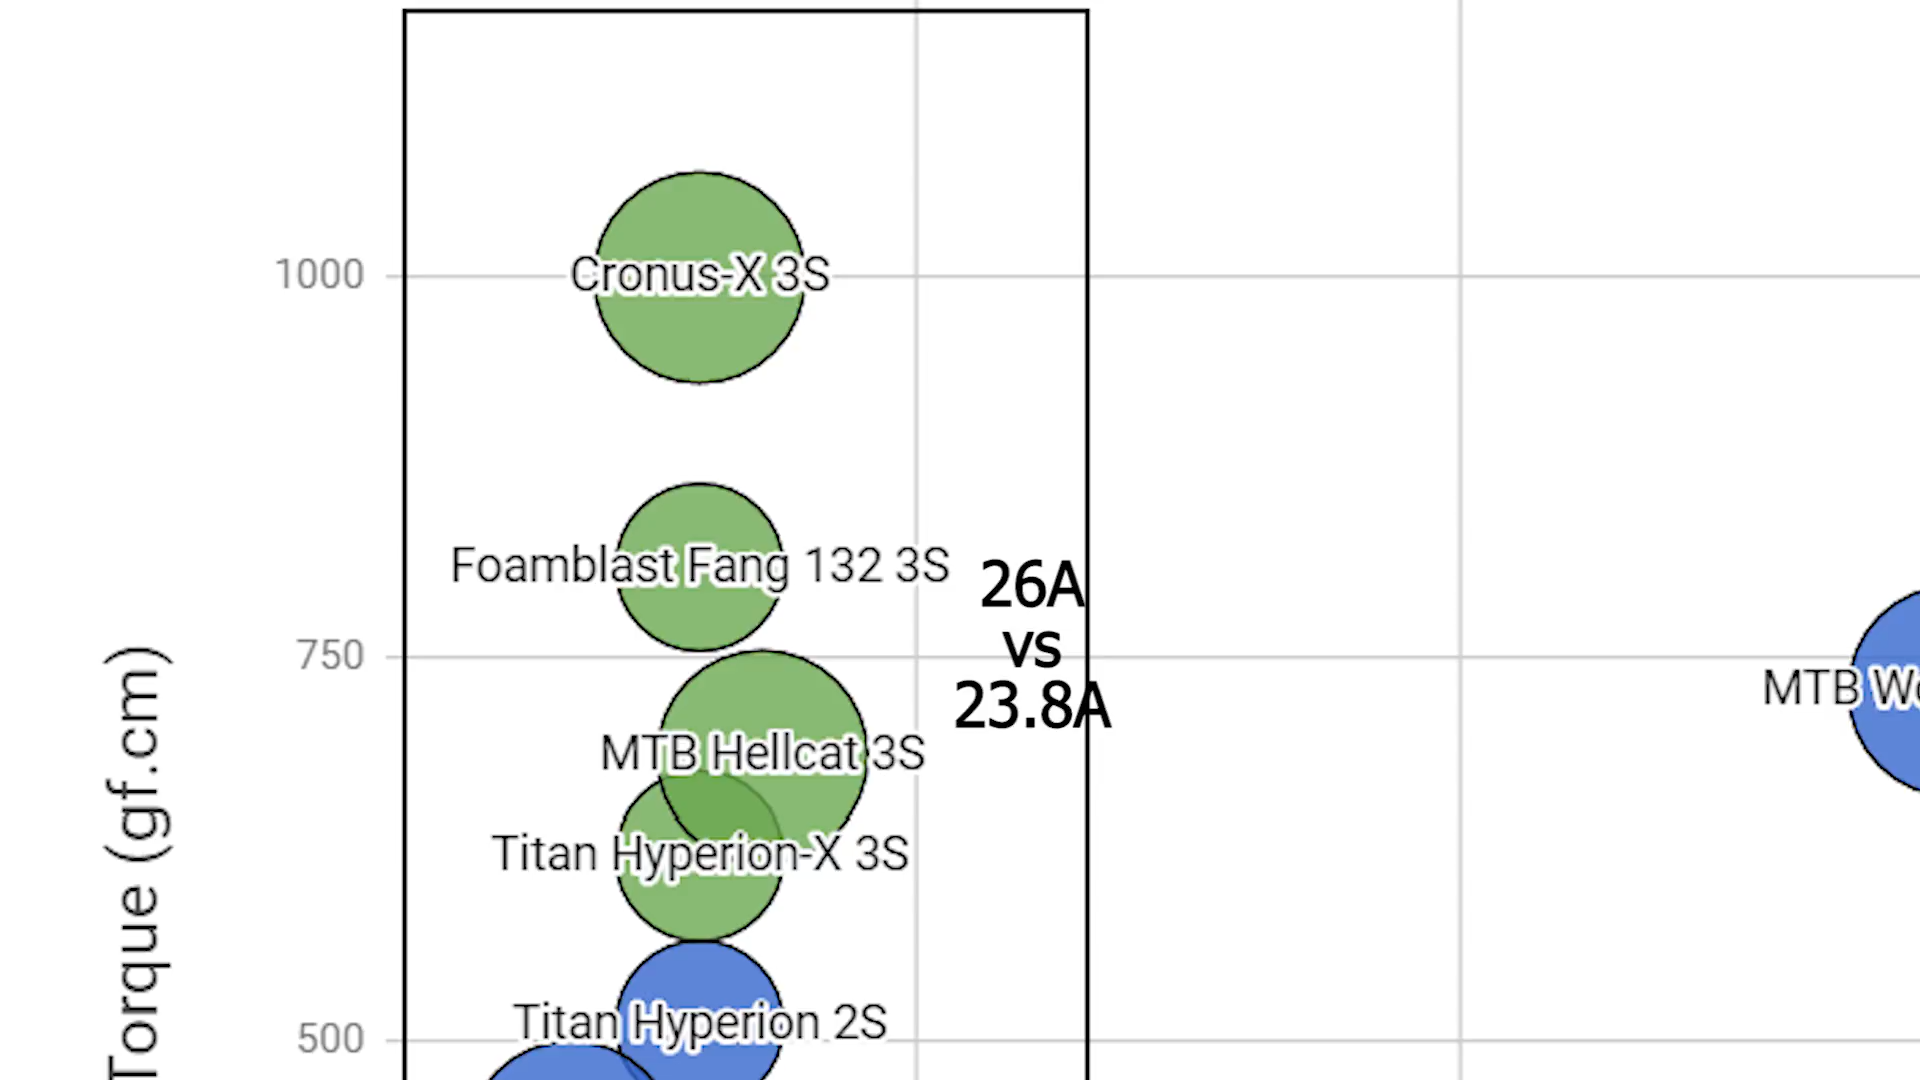 1000
Cronus-X 3S
Foamblast Fang 132 3S
26A
vs
23.8A
750
MTB
MTB Hellcat 3S
Titan Hyperion-X 3S
Titan Hyperion 2S
500
Torque (gf.cm)